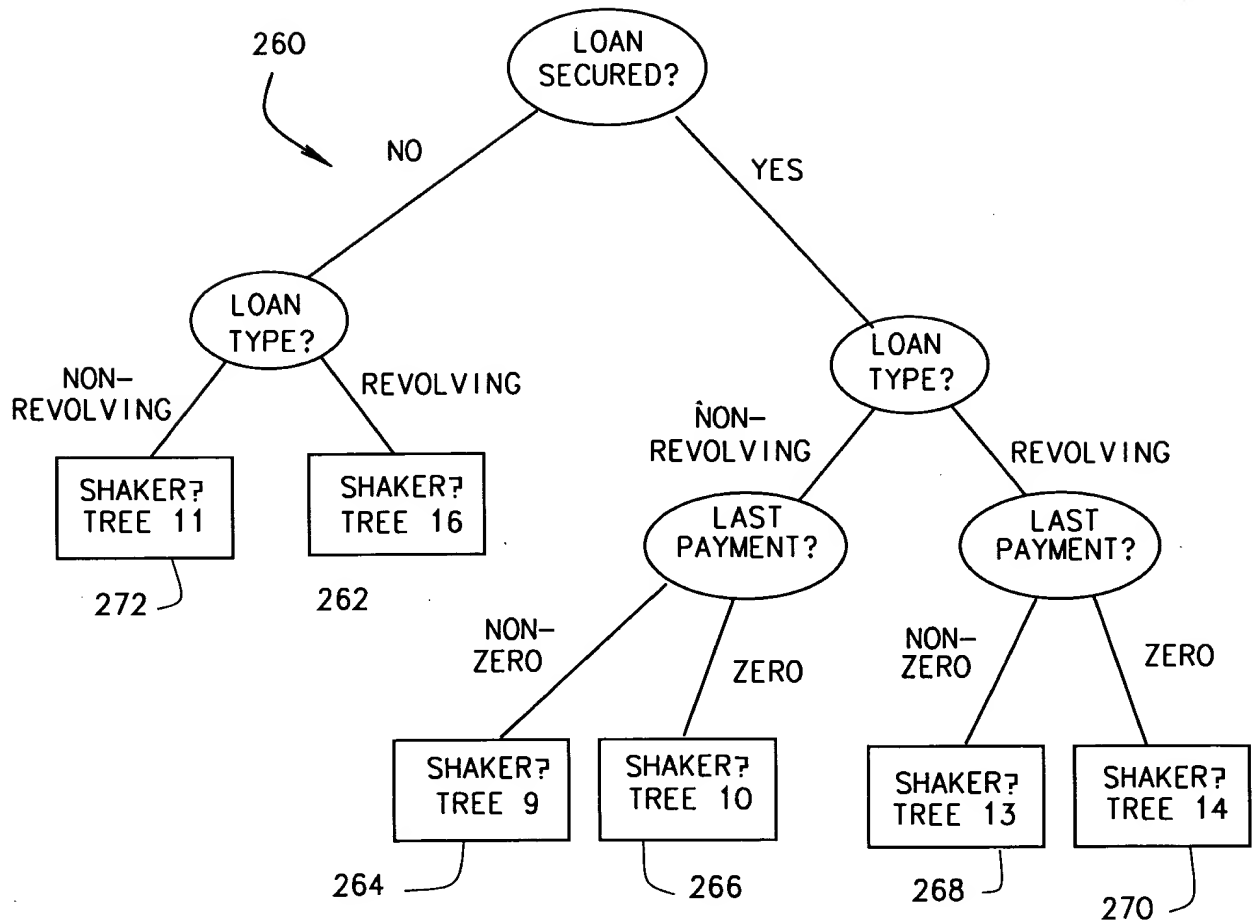 260
LOAN
SECURED?
NO
YES
LOAN
TYPE?
LOAN
TYPE?
NON-
REVOLVING
REVOLVING
NON-
REVOLVING
REVOLVING
SHAKER?
TREE 11
SHAKER?
TREE 16
LAST
PAYMENT?
LAST
PAYMENT?
272
262
NON-
ZERO
ZERO
NON-
ZERO
ZERO
SHAKER?
TREE 9
SHAKER?
TREE 10
SHAKER?
TREE 13
SHAKER?
TREE 14
264
266
268
270